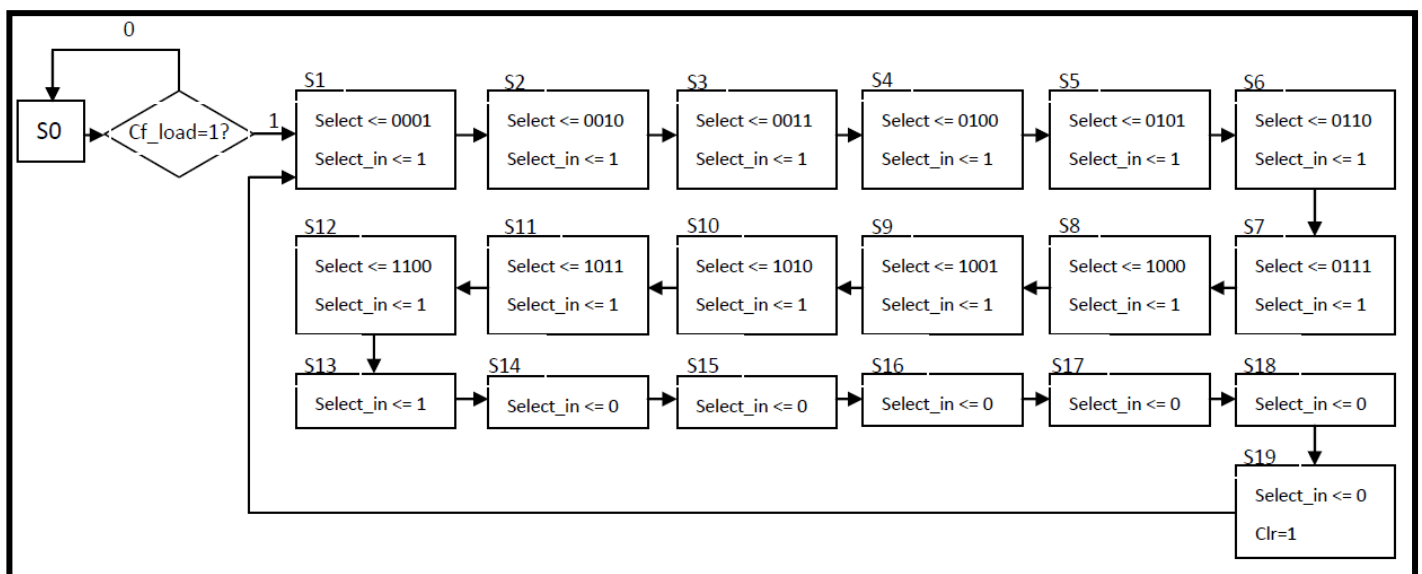 0
S0
Cf_load=1?
1
S1
Select <= 0001
Select_in <= 1
S2
Select <= 0010
Select_in <= 1
S3
Select <= 0011
Select_in <= 1
S4
Select <= 0100
Select_in <= 1
S5
Select <= 0101
Select_in <= 1
S6
Select <= 0110
Select_in <= 1
S7
Select <= 0111
Select_in <= 1
S8
Select <= 1000
Select_in <= 1
S9
Select <= 1001
Select_in <= 1
S10
Select <= 1010
Select_in <= 1
S11
Select <= 1011
Select_in <= 1
S12
Select <= 1100
Select_in <= 1
S13
Select_in <= 1
S14
Select_in <= 0
S15
Select_in <= 0
S16
Select_in <= 0
S17
Select_in <= 0
S18
Select_in <= 0
S19
Select_in <= 0
Clr=1